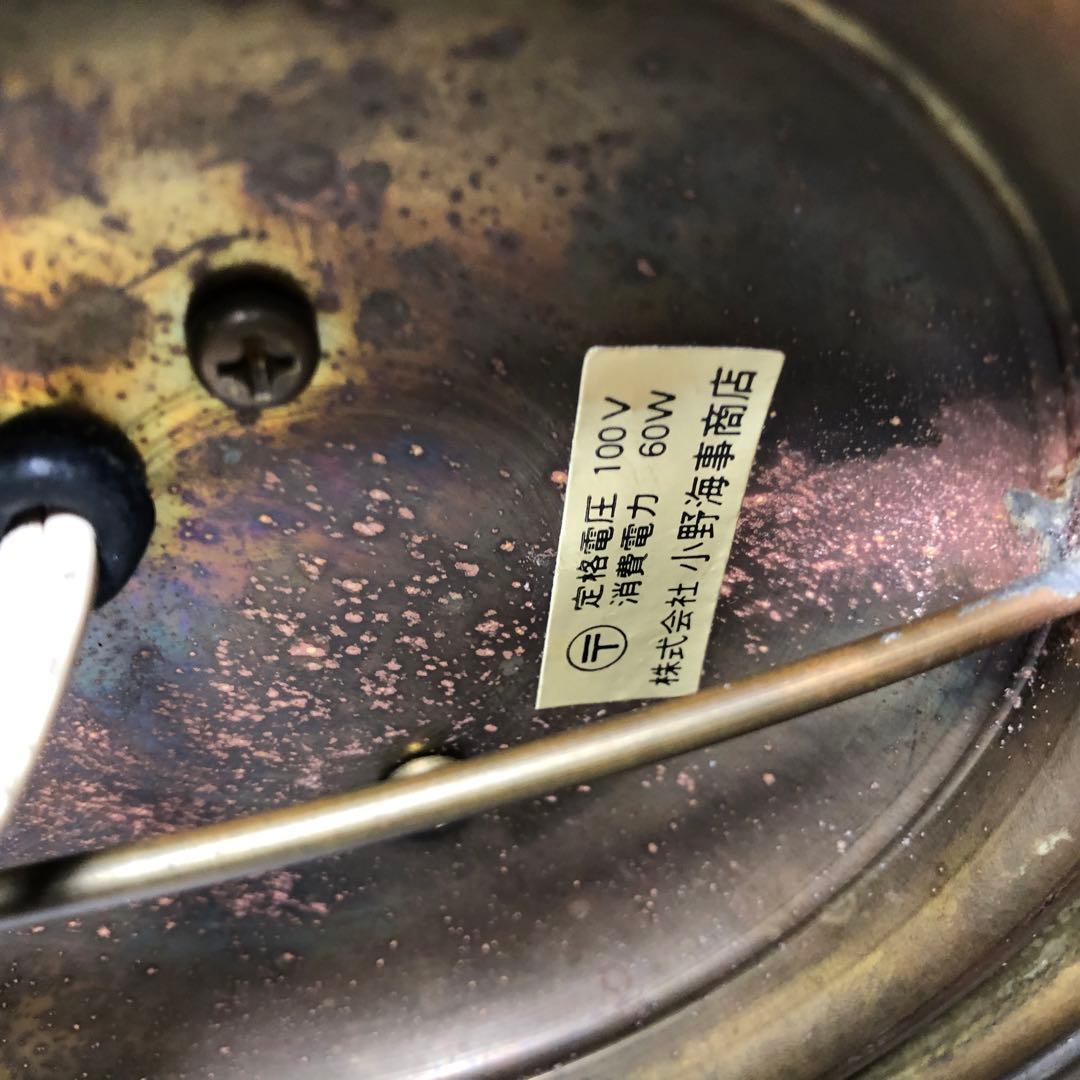 〒 定格電圧 100V
消費電力 60W
株式会社 小野海事商店